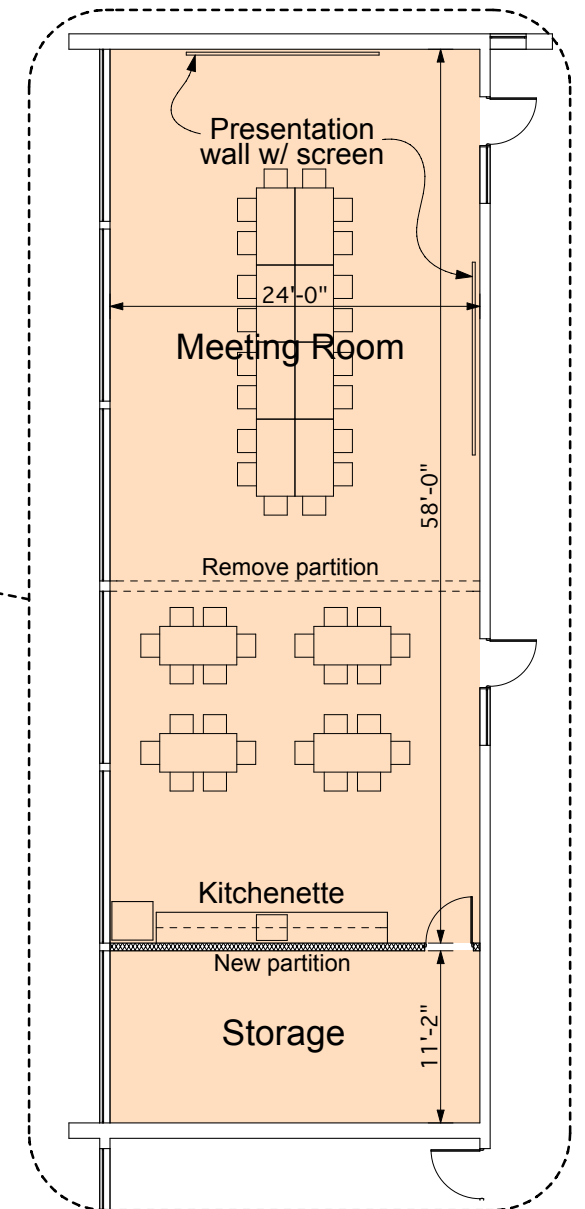 Presentation
wall w/ screen
24'-0"
Meeting Room
58'-0"
Remove partition
Kitchenette
New partition
Storage
11'-2"